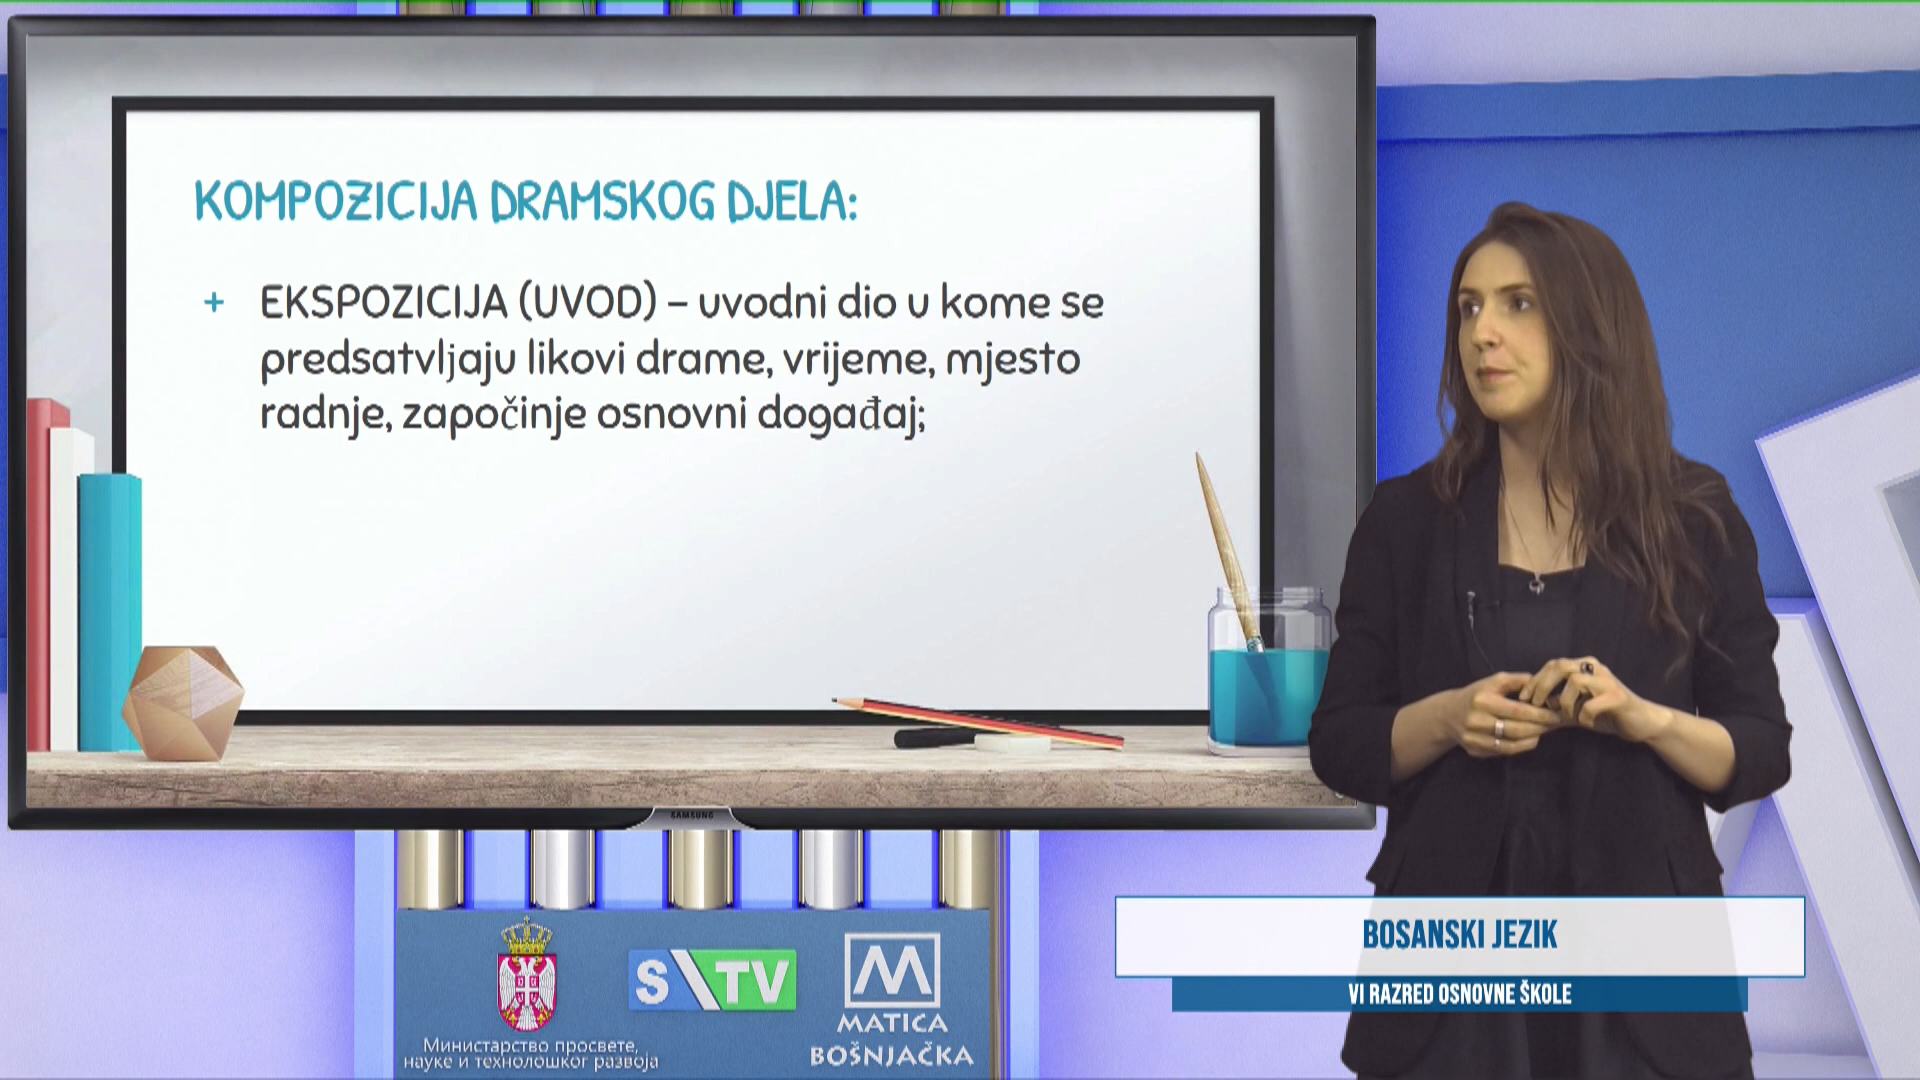 KOMPOZICIJA DRAMSKOG DJELA:
+ EKSPOZICIJA (UVOD) – uvodni dio u kome se
predsatvljaju likovi drame, vrijeme, mjesto
radnje, započinje osnovni događaj;
SAMSUNG
BOSANSKI JEZIK
VI RAZRED OSNOVNE ŠKOLE
Министарство просвете,
науке и технолошког развоја
S TV
MATICA
BOŠNJAČKA